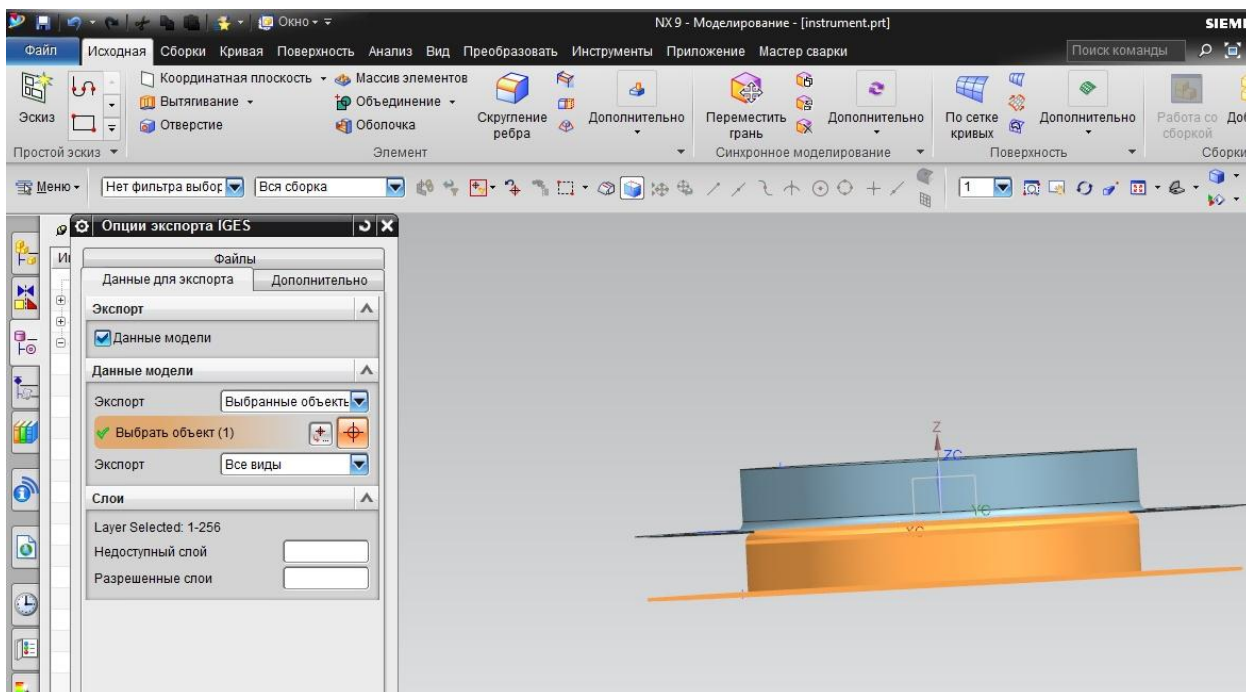 Окно
NX 9 - Моделирование - [instrument.prt]
SIEME
Файл Исходная Сборки Кривая Поверхность Анализ Вид Преобразовать Инструменты Приложение Мастер сварки
Поиск команды
Эскиз
Координатная плоскость
Вытягивание
Отверстие
Массив элементов
Объединение
Оболочка
Скругление
ребра
Дополнительно
Переместить
грань
Дополнительно
По сетке
кривых
Дополнительно
Работа со
сборкой
Доб
Простой эскиз
Элемент
Синхронное моделирование
Поверхность
Сборки
Меню
Нет фильтра выбор
Вся сборка
1
Опции экспорта IGES
Файлы
Данные для экспорта
Дополнительно
Экспорт
Данные модели
Данные модели
Экспорт Выбранные объекть
Выбрать объект (1)
Экспорт Все виды
Слои
Layer Selected: 1-256
Недоступный слой
Разрешенные слои
Z
ZC
YC
XC